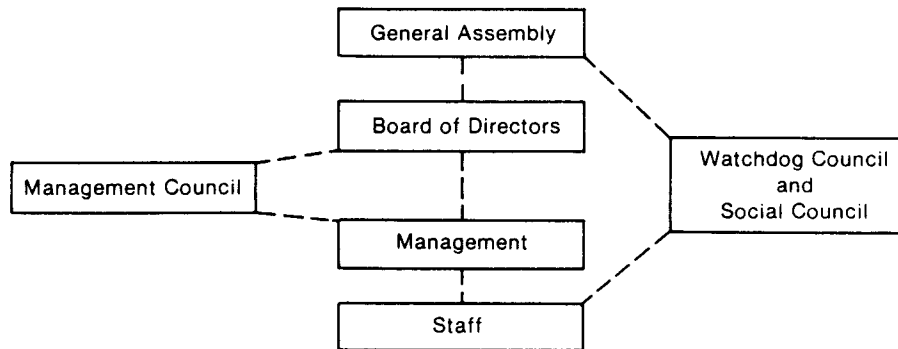 General Assembly
Board of Directors
Management Council
Watchdog Council
and
Social Council
Management
Staff